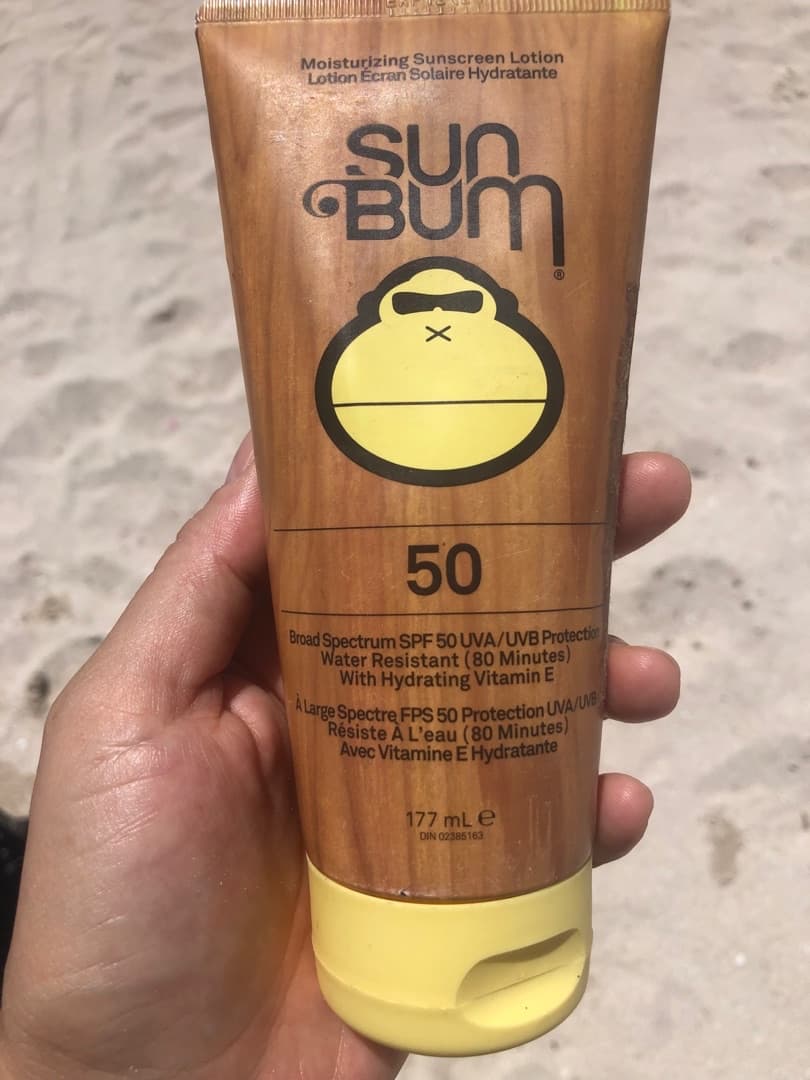 Moisturizing Sunscreen Lotion
Lotion Écran Solaire Hydratante
SUN
BUM®
50
Broad Spectrum SPF 50 UVA/UVB Protection
Water Resistant (80 Minutes)
With Hydrating Vitamin E
À Large Spectre FPS 50 Protection UVA/UVB
Résiste À L'eau (80 Minutes)
Avec Vitamine E Hydratante
177 mL ℮
DIN 02385163